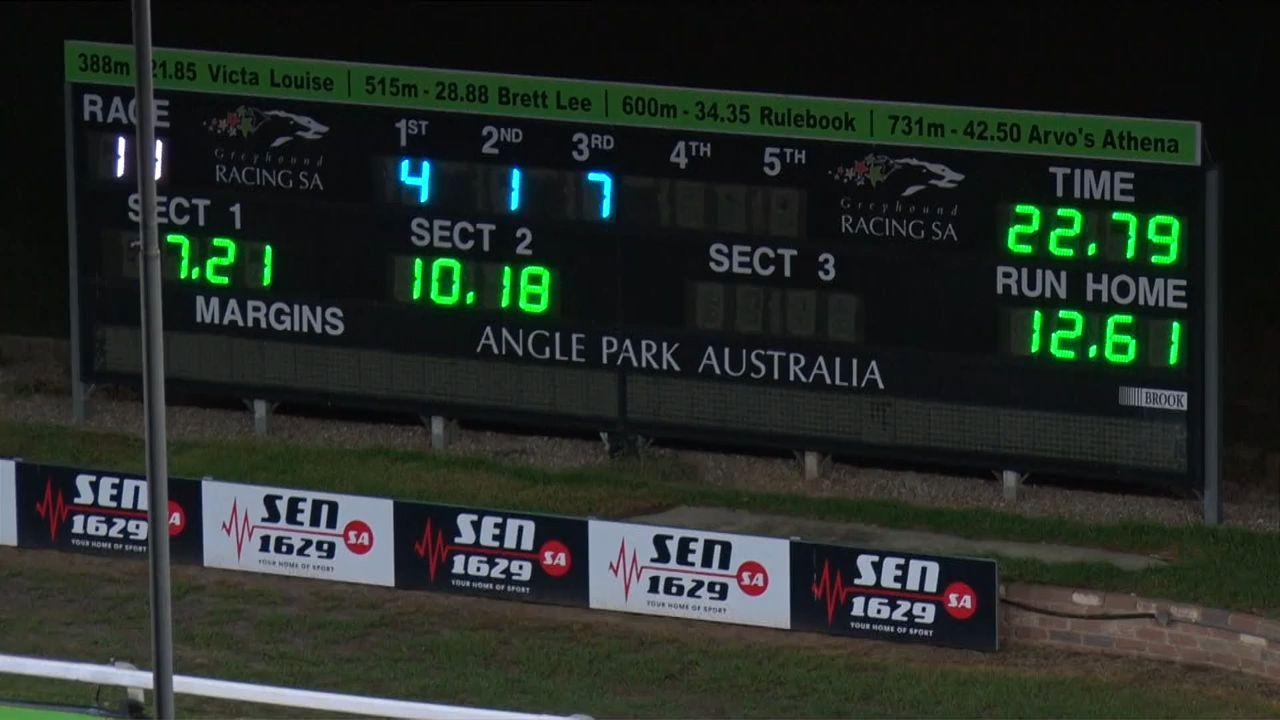 388m 21.85 Victa Louise | 515m - 28.88 Brett Lee | 600m - 34.35 Rulebook | 731m - 42.50 Arvo's Athena
RACE
11
Greyhound
RACING SA
1ST 2ND 3RD 4TH 5TH
4 1 7
Greyhound
RACING SA
TIME
22.79
SECT 1
7.21
SECT 2
10.18
SECT 3
RUN HOME
12.61
MARGINS
ANGLE PARK AUSTRALIA
BROOK
SEN
1629 SA
YOUR HOME OF SPORT
SEN
1629 SA
YOUR HOME OF SPORT
SEN
1629 SA
YOUR HOME OF SPORT
SEN
1629 SA
YOUR HOME OF SPORT
SEN
1629 SA
YOUR HOME OF SPORT